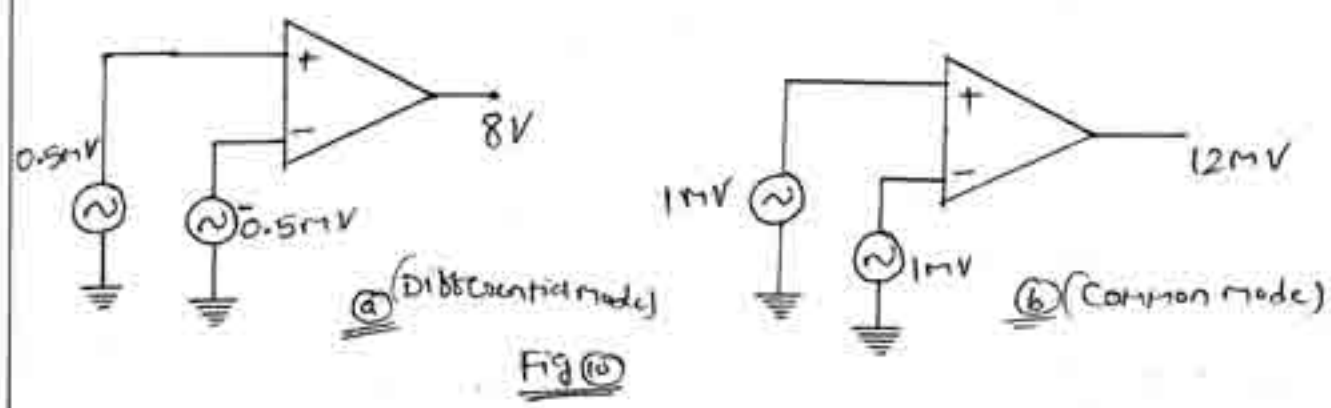 +
-
8V
0.5mV
-0.5mV
ⓐ (Differential mode)
+
-
12mV
1mV
1mV
ⓑ (Common mode)
Fig ⑩